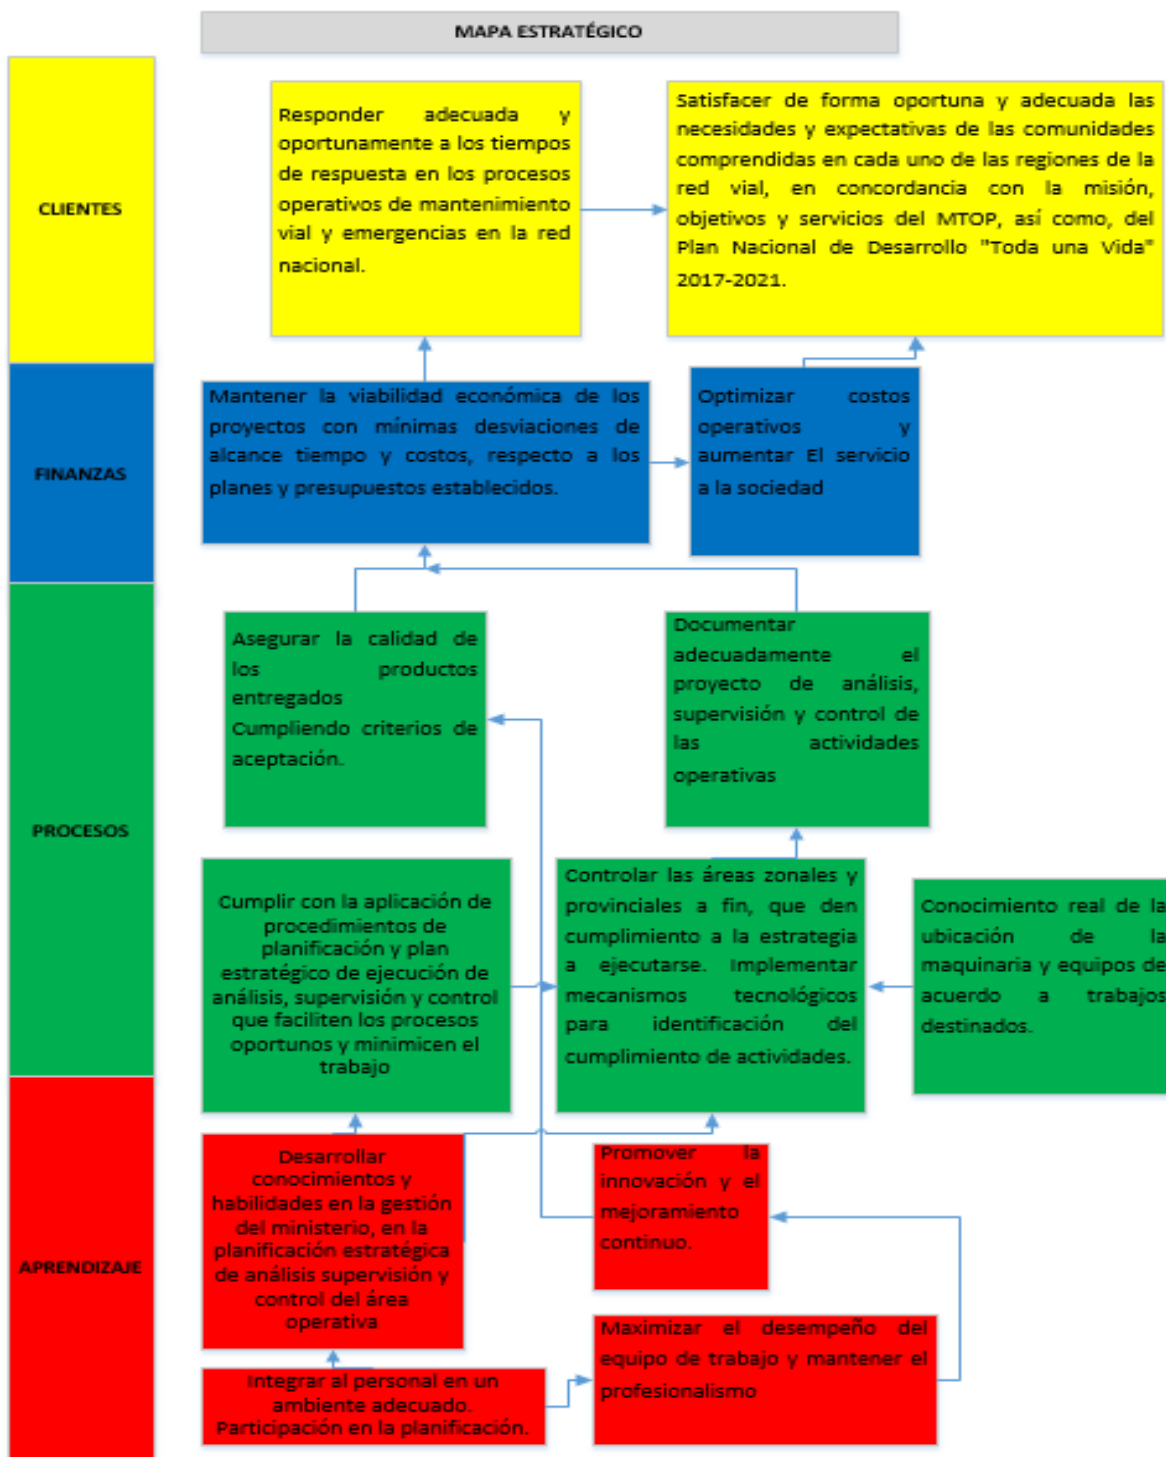 MAPA ESTRATÉGICO
CLIENTES
Responder adecuada y
oportunamente a los tiempos
de respuesta en los procesos
operativos de mantenimiento
vial y emergencias en la red
nacional.
Satisfacer de forma oportuna y adecuada las
necesidades y expectativas de las comunidades
comprendidas en cada uno de las regiones de la
red vial, en concordancia con la misión,
objetivos y servicios del MTOP, así como, del
Plan Nacional de Desarrollo "Toda una Vida"
2017-2021.
FINANZAS
Mantener la viabilidad económica de los
proyectos con mínimas desviaciones de
alcance tiempo y costos, respecto a los
planes y presupuestos establecidos.
Optimizar costos
operativos y
aumentar El servicio
a la sociedad
PROCESOS
Asegurar la calidad de
los productos
entregados
Cumpliendo criterios de
aceptación.
Documentar
adecuadamente el
proyecto de análisis,
supervisión y control de
las actividades
operativas
Cumplir con la aplicación de
procedimientos de
planificación y plan
estratégico de ejecución de
análisis, supervisión y control
que faciliten los procesos
oportunos y minimicen el
trabajo
Controlar las áreas zonales y
provinciales a fin, que den
cumplimiento a la estrategia
a ejecutarse. Implementar
mecanismos tecnológicos
para identificación del
cumplimiento de actividades.
Conocimiento real de la
ubicación de la
maquinaria y equipos de
acuerdo a trabajos
destinados.
APRENDIZAJE
Desarrollar
conocimientos y
habilidades en la gestión
del ministerio, en la
planificación estratégica
de análisis supervisión y
control del área
operativa
Promover la
innovación y el
mejoramiento
continuo.
Maximizar el desempeño del
equipo de trabajo y mantener el
profesionalismo
Integrar al personal en un
ambiente adecuado.
Participación en la planificación.